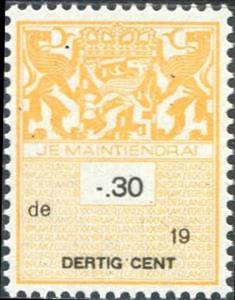 JE MAINTIENDRAI
-.30
de
19
DERTIG CENT